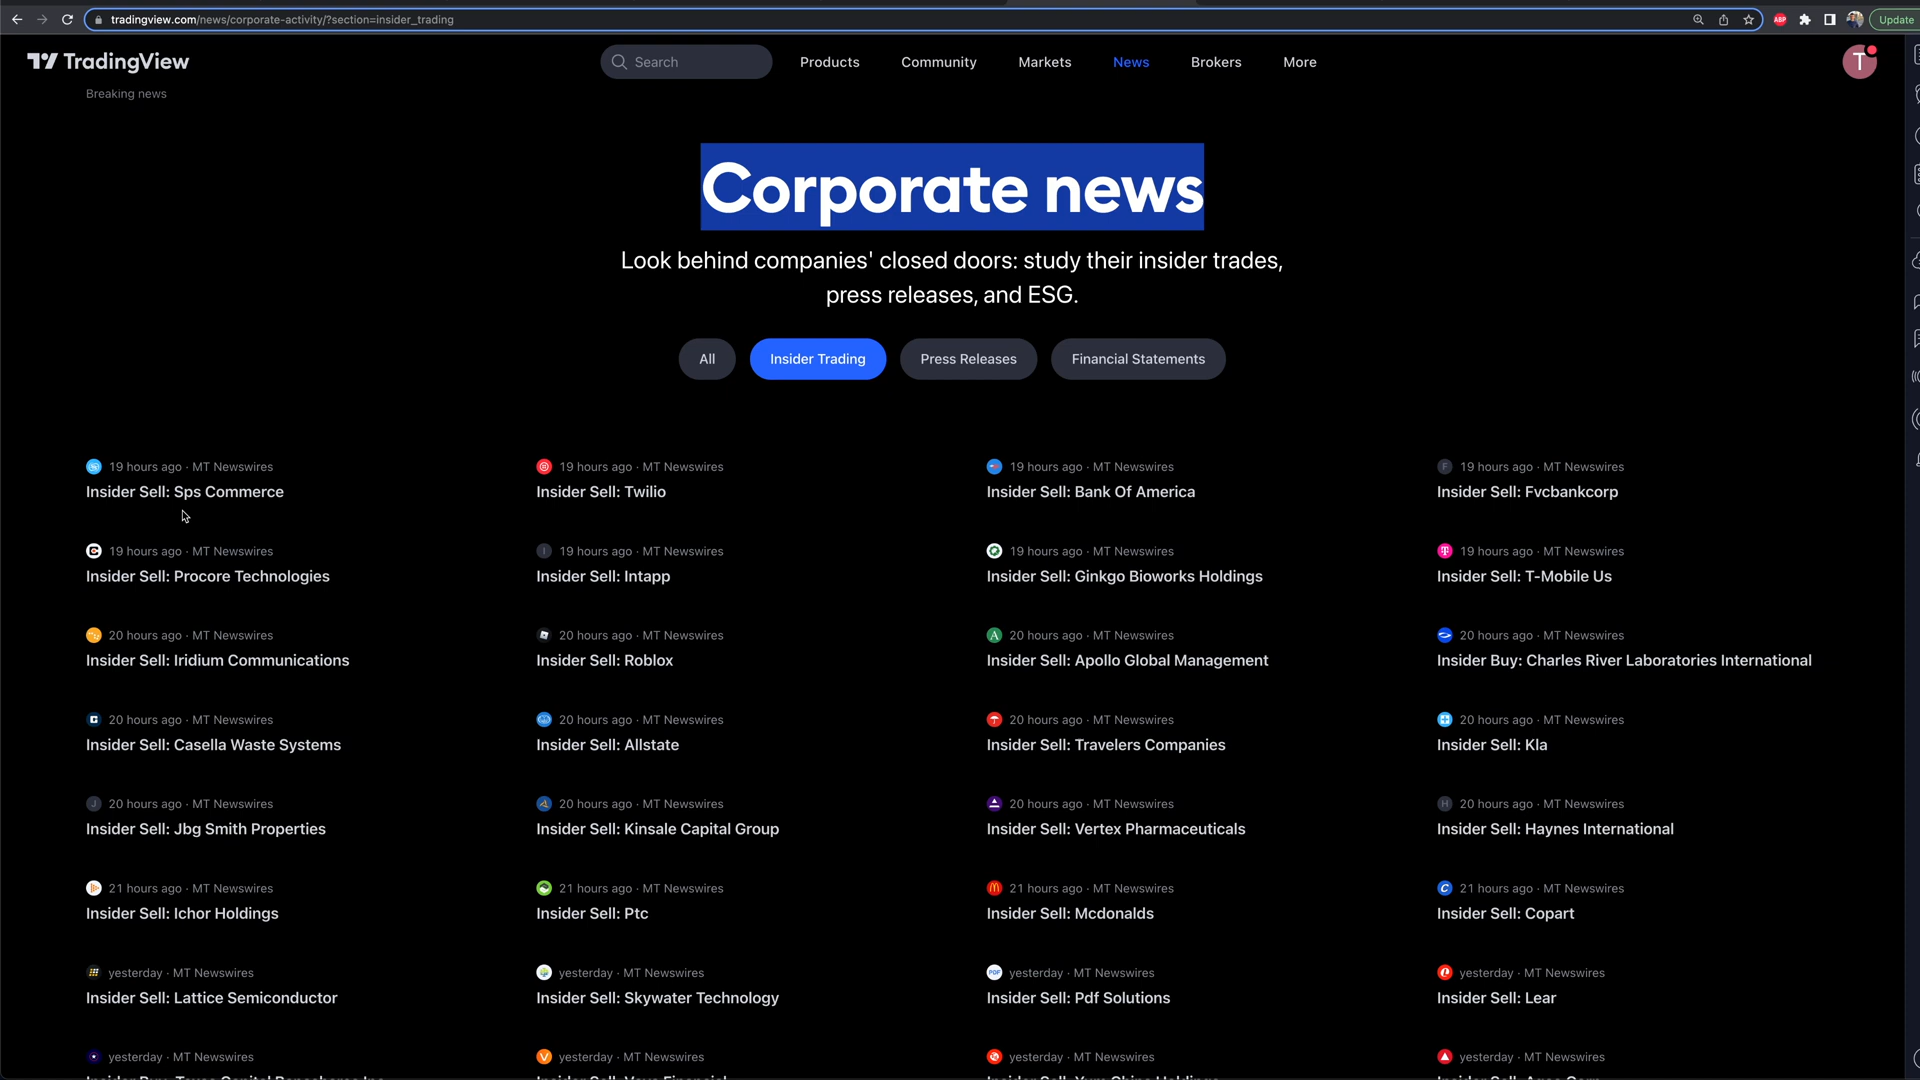 tradingview.com/news/corporate-activity/?section=insider_trading
ABP
Update
TradingView
Search
Products
Community
Markets
News
Brokers
More
T
Breaking news
Corporate news
Look behind companies' closed doors: study their insider trades,
press releases, and ESG.
All
Insider Trading
Press Releases
Financial Statements
19 hours ago · MT Newswires
Insider Sell: Sps Commerce
19 hours ago · MT Newswires
Insider Sell: Twilio
19 hours ago · MT Newswires
Insider Sell: Bank Of America
F
19 hours ago · MT Newswires
Insider Sell: Fvcbankcorp
19 hours ago · MT Newswires
Insider Sell: Procore Technologies
I
19 hours ago · MT Newswires
Insider Sell: Intapp
19 hours ago · MT Newswires
Insider Sell: Ginkgo Bioworks Holdings
T
19 hours ago · MT Newswires
Insider Sell: T-Mobile Us
20 hours ago · MT Newswires
Insider Sell: Iridium Communications
20 hours ago · MT Newswires
Insider Sell: Roblox
A
20 hours ago · MT Newswires
Insider Sell: Apollo Global Management
20 hours ago · MT Newswires
Insider Buy: Charles River Laboratories International
20 hours ago · MT Newswires
Insider Sell: Casella Waste Systems
20 hours ago · MT Newswires
Insider Sell: Allstate
20 hours ago · MT Newswires
Insider Sell: Travelers Companies
20 hours ago · MT Newswires
Insider Sell: Kla
J
20 hours ago · MT Newswires
Insider Sell: Jbg Smith Properties
20 hours ago · MT Newswires
Insider Sell: Kinsale Capital Group
20 hours ago · MT Newswires
Insider Sell: Vertex Pharmaceuticals
H
20 hours ago · MT Newswires
Insider Sell: Haynes International
21 hours ago · MT Newswires
Insider Sell: Ichor Holdings
21 hours ago · MT Newswires
Insider Sell: Ptc
21 hours ago · MT Newswires
Insider Sell: Mcdonalds
C
21 hours ago · MT Newswires
Insider Sell: Copart
yesterday · MT Newswires
Insider Sell: Lattice Semiconductor
yesterday · MT Newswires
Insider Sell: Skywater Technology
PDF
yesterday · MT Newswires
Insider Sell: Pdf Solutions
yesterday · MT Newswires
Insider Sell: Lear
yesterday · MT Newswires
yesterday · MT Newswires
yesterday · MT Newswires
yesterday · MT Newswires